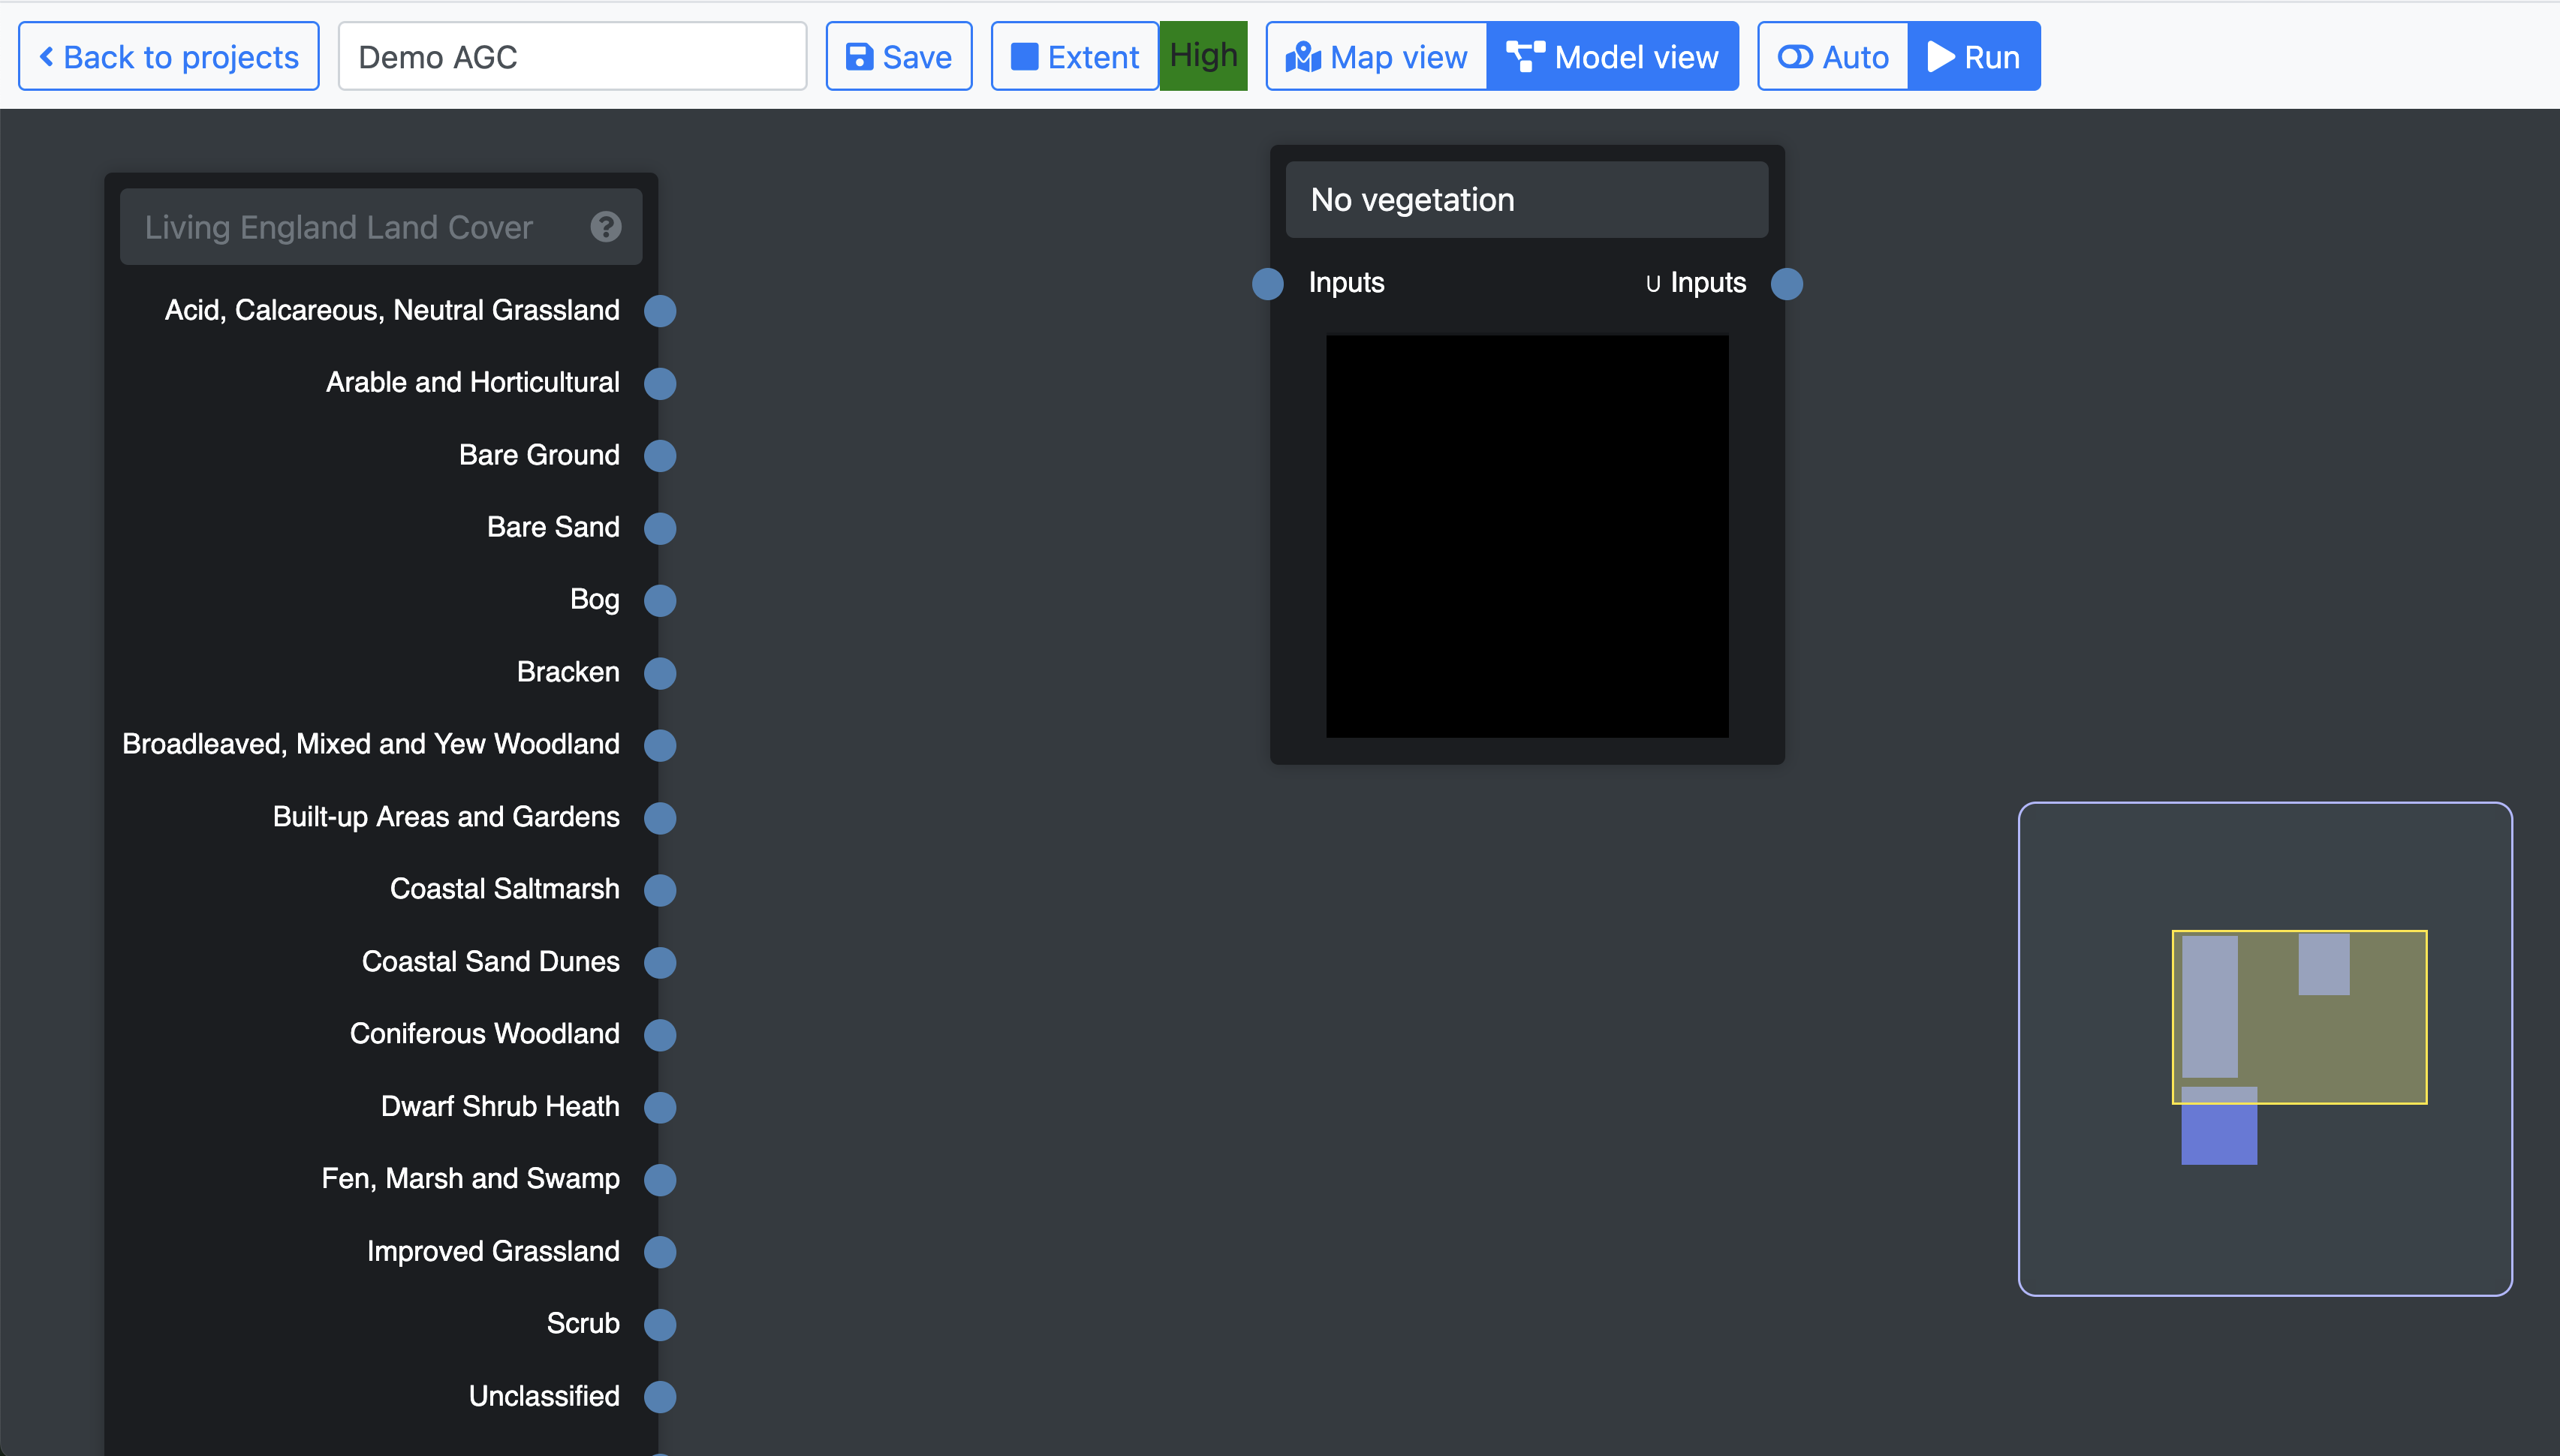 Back to projects
Demo AGC
Save
Extent
High
Map view
Model view
Auto
Run
Living England Land Cover
?
Acid, Calcareous, Neutral Grassland
Arable and Horticultural
Bare Ground
Bare Sand
Bog
Bracken
Broadleaved, Mixed and Yew Woodland
Built-up Areas and Gardens
Coastal Saltmarsh
Coastal Sand Dunes
Coniferous Woodland
Dwarf Shrub Heath
Fen, Marsh and Swamp
Improved Grassland
Scrub
Unclassified
No vegetation
Inputs
∪ Inputs